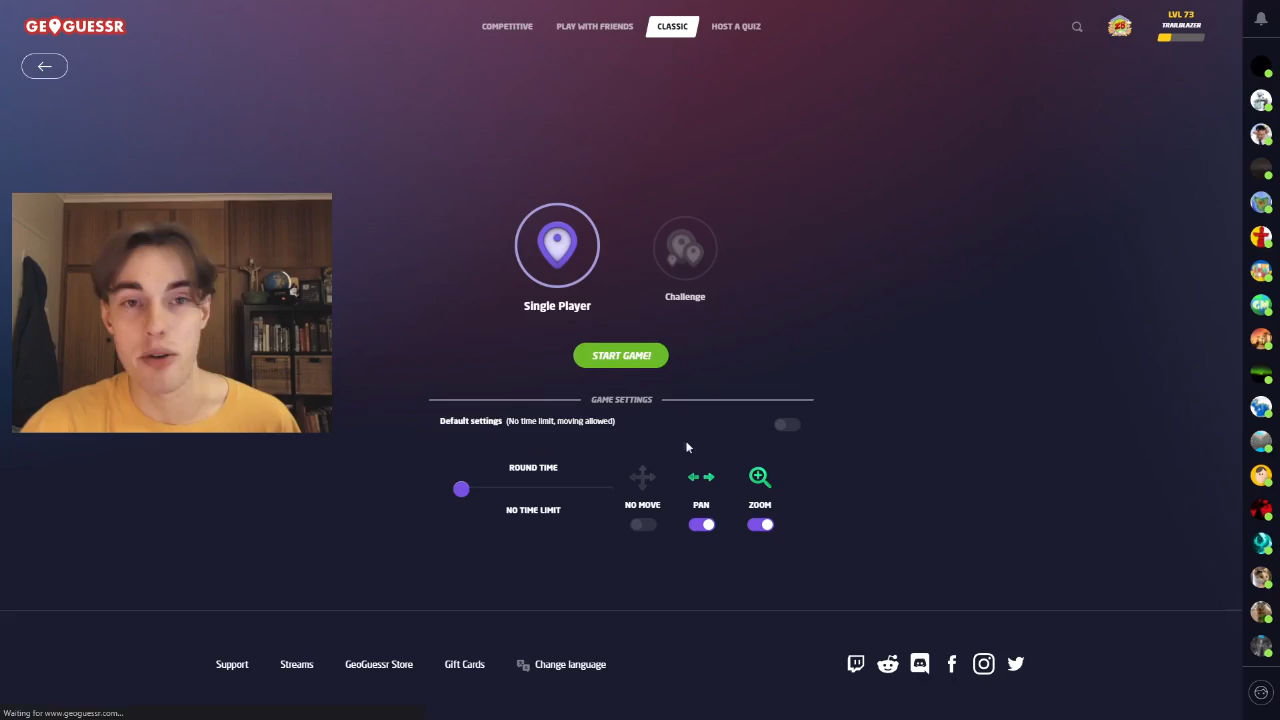 GEOGUESSR
COMPETITIVE
PLAY WITH FRIENDS
CLASSIC
HOST A QUIZ
LVL 73
TRAILBLAZER
Single Player
Challenge
START GAME!
GAME SETTINGS
Default settings (No time limit, moving allowed)
ROUND TIME
NO TIME LIMIT
NO MOVE
PAN
ZOOM
Support
Streams
GeoGuessr Store
Gift Cards
Change language
Waiting for www.geoguessr.com...